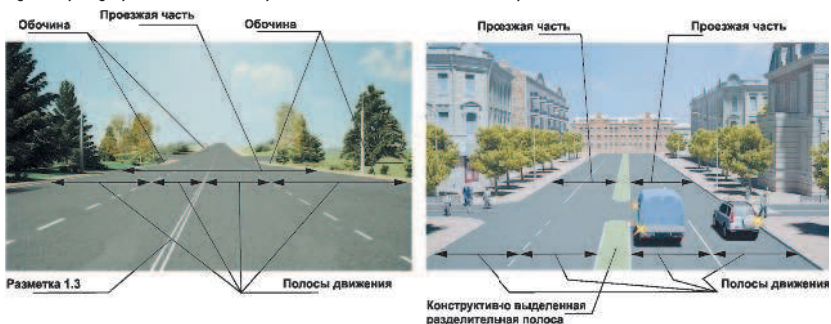 Обочина
Проезжая часть
Обочина
Разметка 1.3
Полосы движения
Проезжая часть
Проезжая часть
Полосы движения
Конструктивно выделенная
разделительная полоса